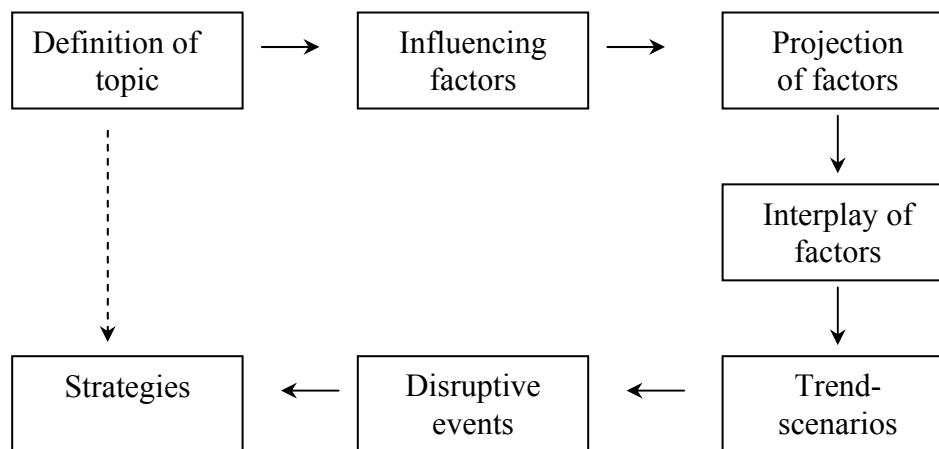 Definition of
topic
Influencing
factors
Projection
of factors
Interplay of
factors
Strategies
Disruptive
events
Trend-
scenarios